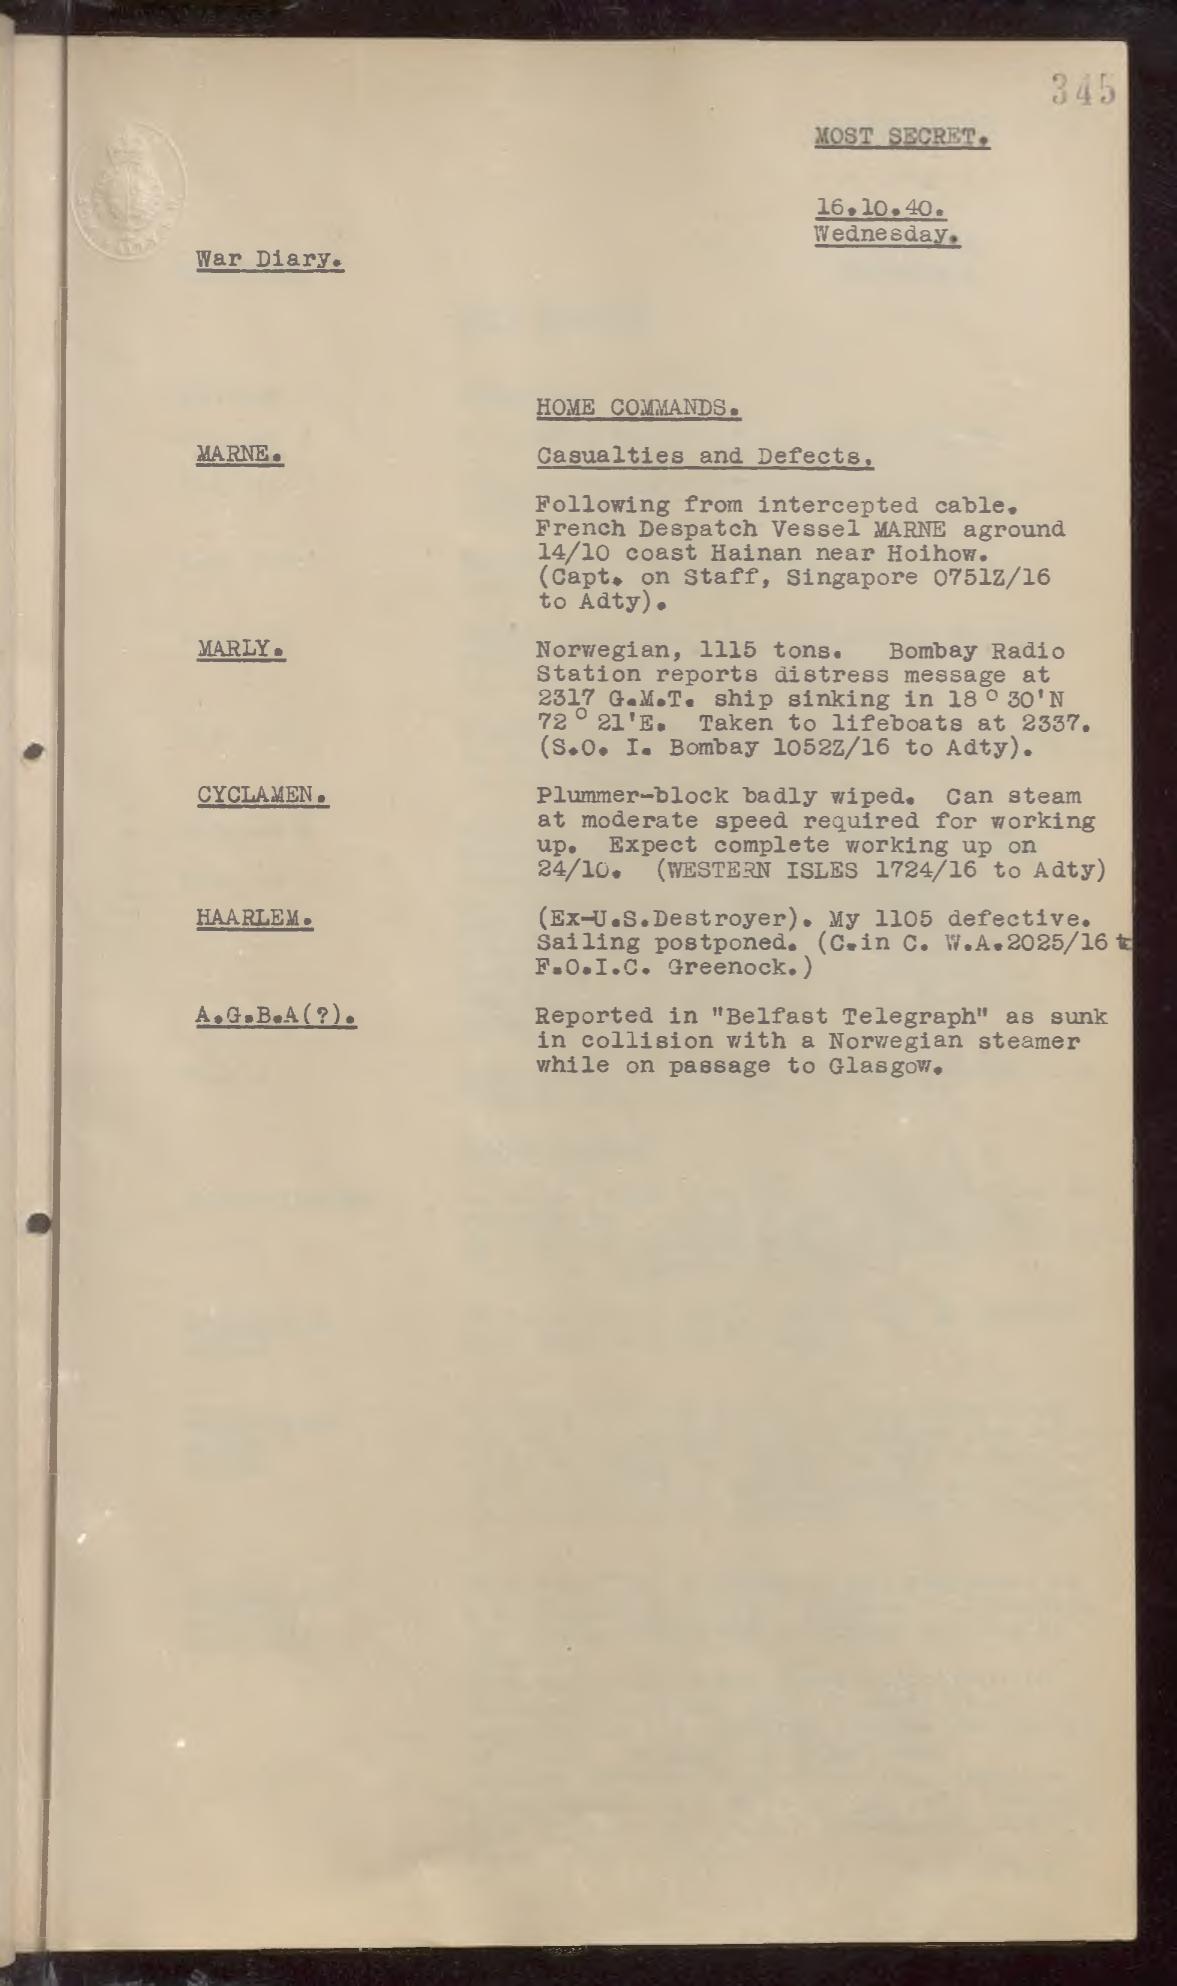 345
MOST SECRET.
16.10.40.
Wednesday.
War Diary.
HOME COMMANDS.
MARNE.
Casualties and Defects.
Following from intercepted cable.
French Despatch Vessel MARNE aground
14/10 coast Hainan near Hoihow.
(Capt. on Staff, Singapore 0751Z/16
to Adty).
MARLY.
Norwegian, 1115 tons. Bombay Radio
Station reports distress message at
2317 G.M.T. ship sinking in 18° 30'N
72° 21'E. Taken to lifeboats at 2337.
(S.O. I. Bombay 1052Z/16 to Adty).
CYCLAMEN.
Plummer-block badly wiped. Can steam
at moderate speed required for working
up. Expect complete working up on
24/10. (WESTERN ISLES 1724/16 to Adty)
HAARLEM.
(Ex-U.S.Destroyer). My 1105 defective.
Sailing postponed. (C.in C. W.A.2025/16 t
F.O.I.C. Greenock.)
A.G.B.A(?).
Reported in "Belfast Telegraph" as sunk
in collision with a Norwegian steamer
while on passage to Glasgow.